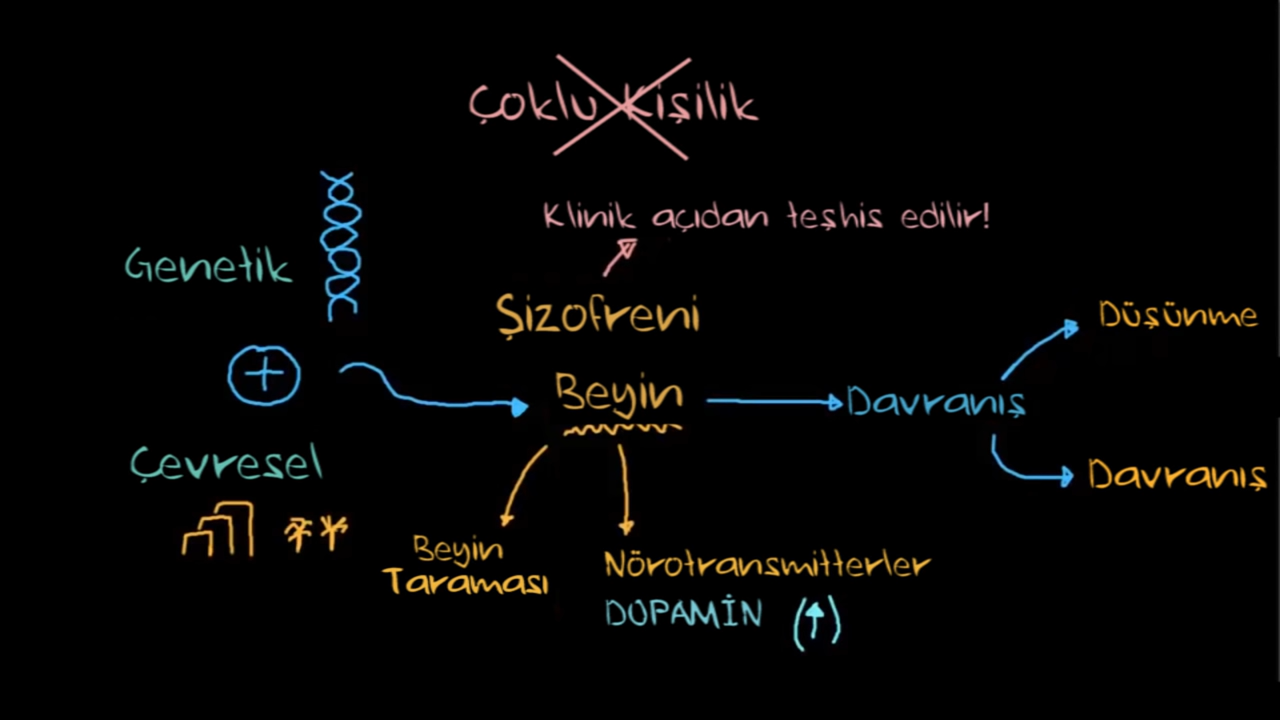 Çoklu Kişilik
Klinik açıdan teşhis edilir!
Genetik
Şizofreni
Düşünme
+
Beyin
Davranış
Çevresel
Davranış
Beyin
Taraması
Nörotransmitterler
DOPAMİN (↑)